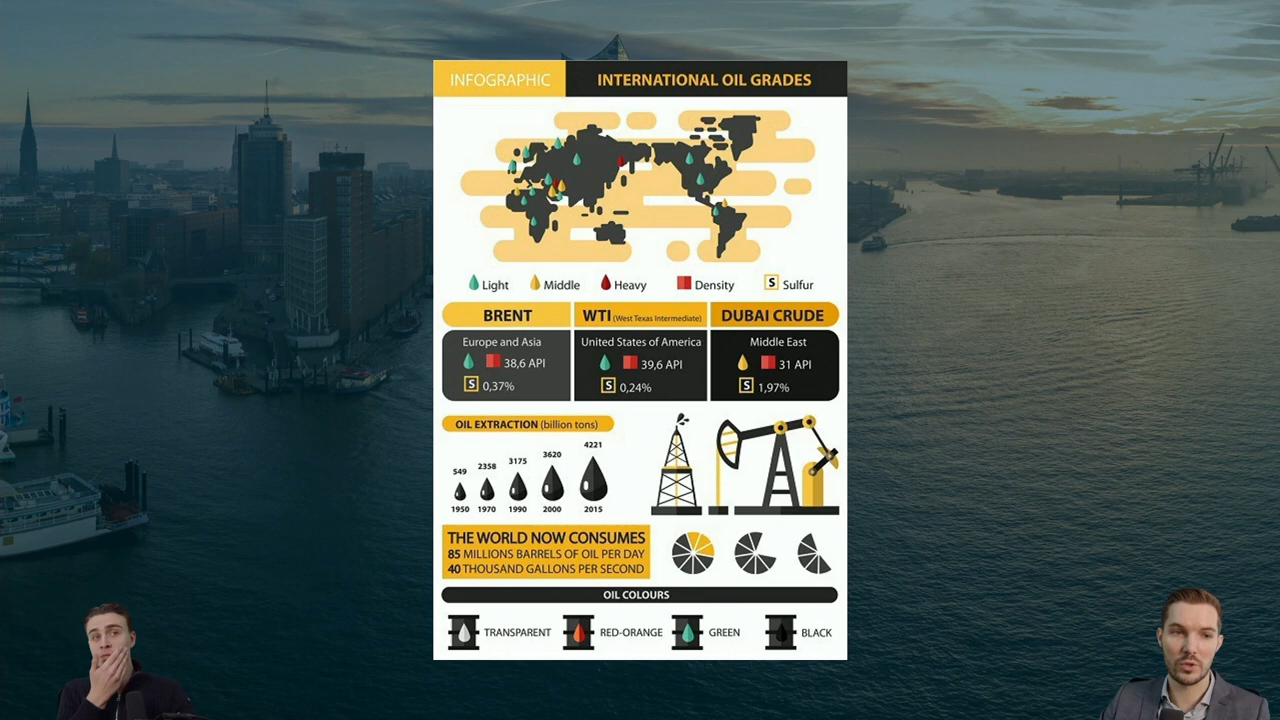 INFOGRAPHIC
INTERNATIONAL OIL GRADES
Light
Middle
Heavy
Density
S Sulfur
BRENT
WTI (West Texas Intermediate)
DUBAI CRUDE
Europe and Asia
38,6 API
S 0,37%
United States of America
39,6 API
S 0,24%
Middle East
31 API
S 1,97%
OIL EXTRACTION (billion tons)
549
2358
3175
3620
4221
1950
1970
1990
2000
2015
THE WORLD NOW CONSUMES
85 MILLIONS BARRELS OF OIL PER DAY
40 THOUSAND GALLONS PER SECOND
OIL COLOURS
TRANSPARENT
RED-ORANGE
GREEN
BLACK